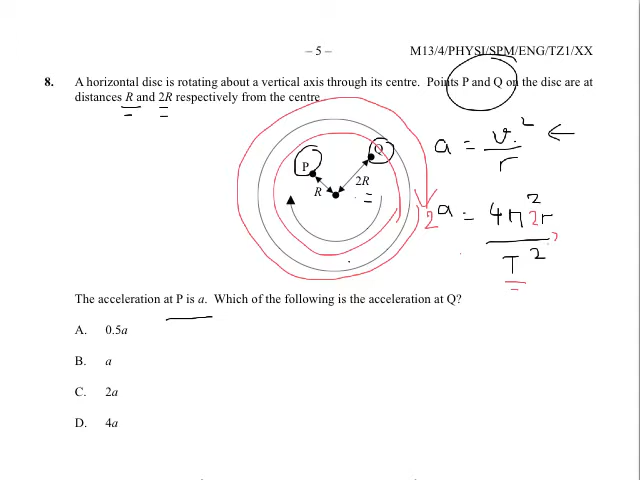 – 5 –
M13/4/PHYSI/SPM/ENG/TZ1/XX
8. A horizontal disc is rotating about a vertical axis through its centre. Points P and Q on the disc are at
distances R and 2R respectively from the centre.
P
Q
R
2R
a = v²/r
2a = 4π²2r/T²
The acceleration at P is a. Which of the following is the acceleration at Q?
A. 0.5a
B. a
C. 2a
D. 4a